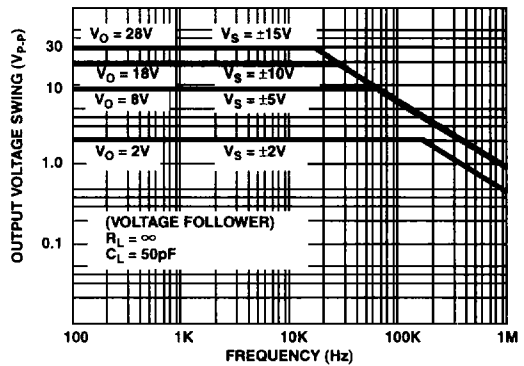 OUTPUT VOLTAGE SWING (VP-P)
30
10
1.0
0.1
VO = 28V
VS = ±15V
VO = 18V
VS = ±10V
VO = 8V
VS = ±5V
VO = 2V
VS = ±2V
(VOLTAGE FOLLOWER)
RL = ∞
CL = 50pF
100
1K
10K
100K
1M
FREQUENCY (Hz)